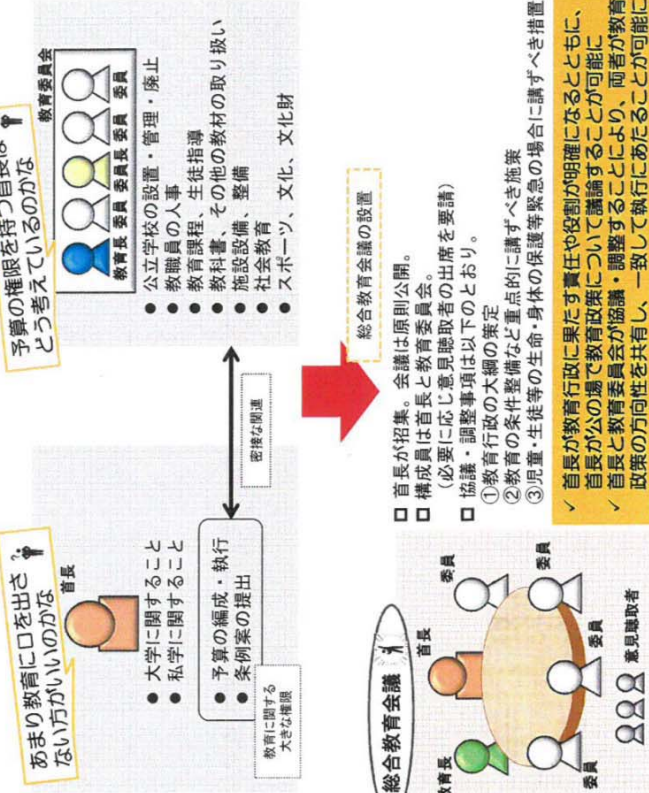 あまり教育に口を出さ
ない方がいいのかな
首長
大学に関すること
私学に関すること
予算の編成・執行
条例案の提出
教育に関する
大きな権限
密接な関連
予算の権限を持つ首長は
どう考えているのかな
教育委員会
教育長 委員 委員長 委員 委員
公立学校の設置・管理・廃止
教職員の人事
教育課程、生徒指導
教科書、その他の教材の取り扱い
施設設備、整備
社会教育
スポーツ、文化、文化財
総合教育会議の設置
総合教育会議
首長
教育長
委員
委員
委員
委員
意見聴取者
□ 首長が招集。会議は原則公開。
□ 構成員は首長と教育委員会。
（必要に応じ意見聴取者の出席を要請）
□ 協議・調整事項は以下のとおり。
①教育行政の大綱の策定
②教育の条件整備など重点的に講ずべき施策
③児童・生徒等の生命・身体の保護等緊急の場合に講ずべき措置
✓ 首長が教育行政に果たす責任や役割が明確になるとともに、
首長が公の場で教育政策について議論することが可能に
✓ 首長と教育委員会が協議・調整することにより、両者が教育
政策の方向性を共有し、一致して執行にあたることが可能に